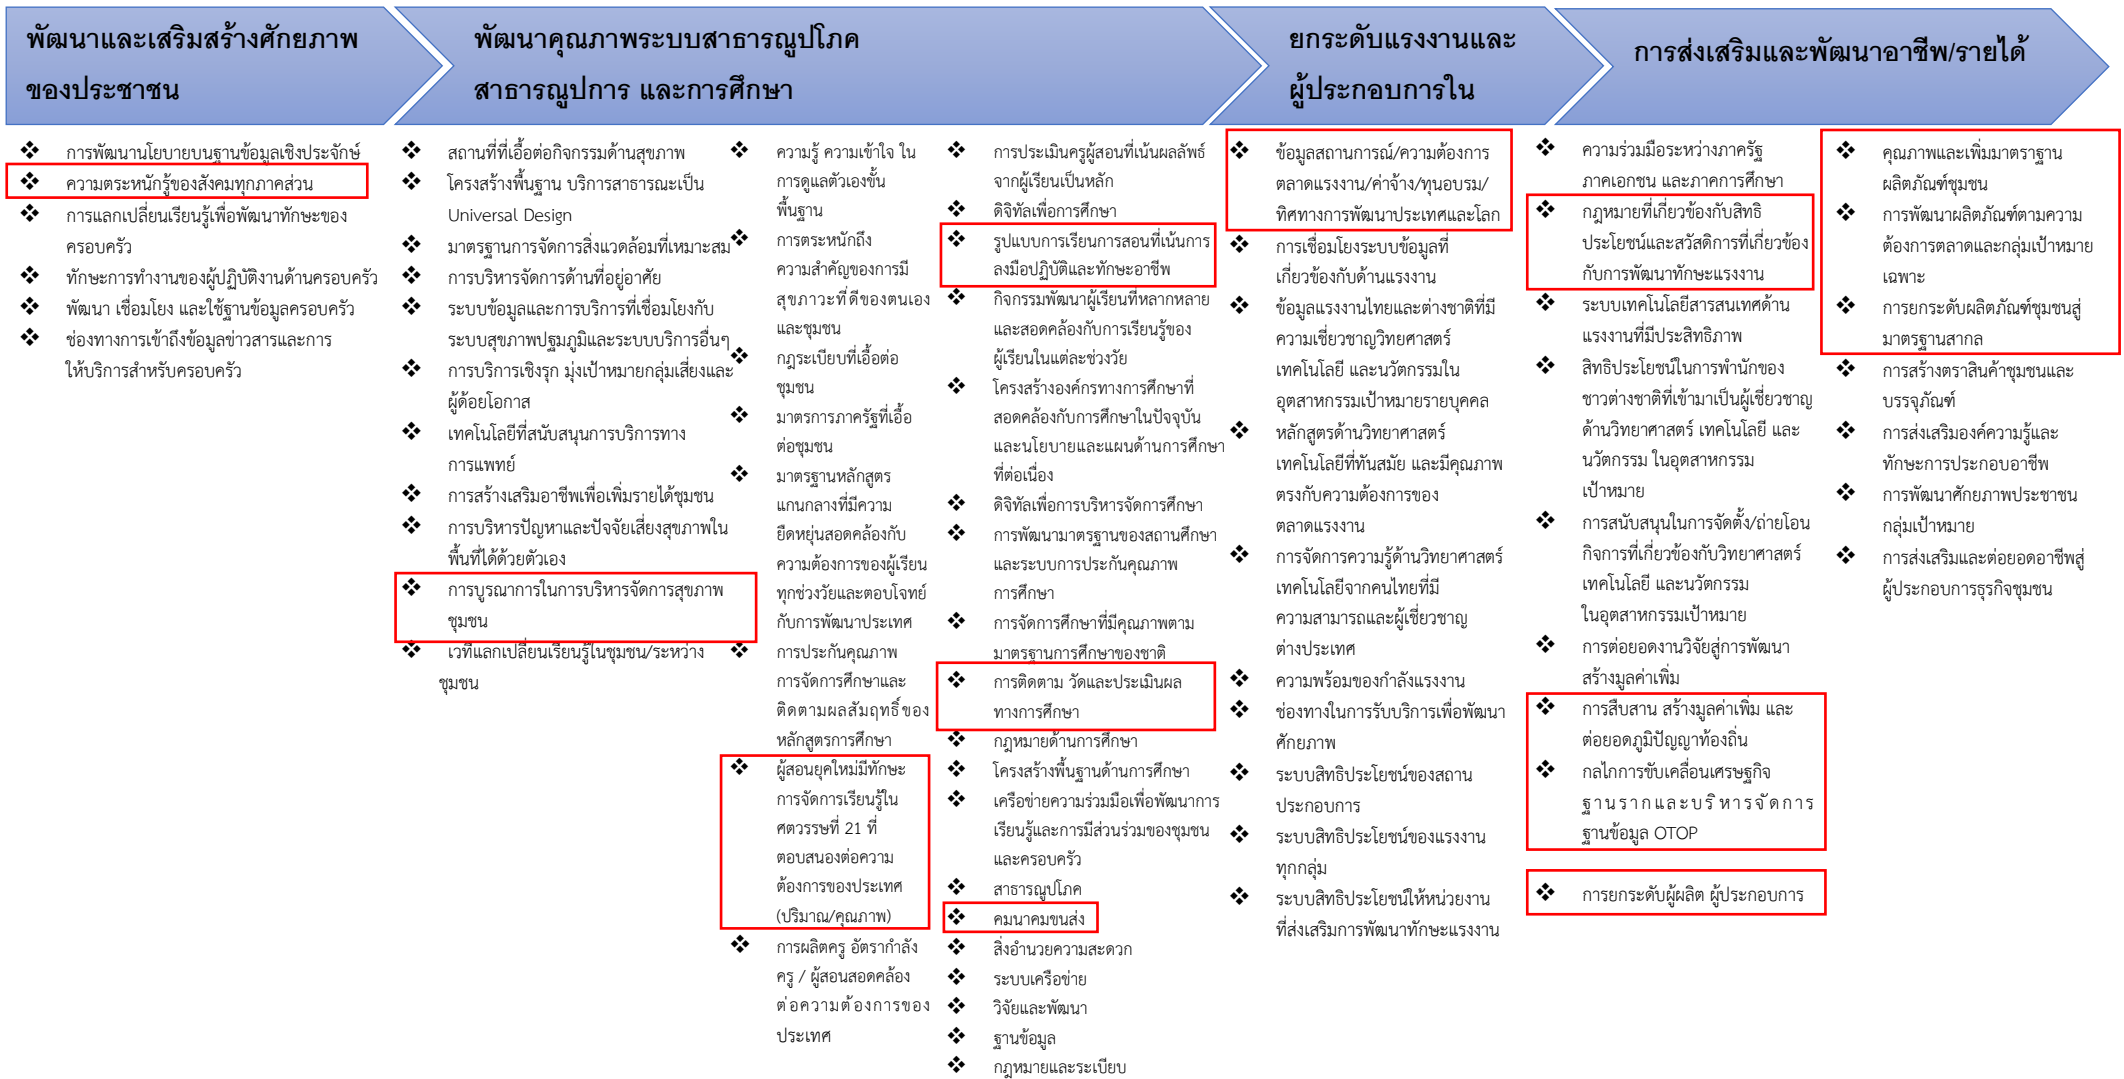 พัฒนาและเสริมสร้างศักยภาพ
ของประชาชน
พัฒนาคุณภาพระบบสาธารณูปโภค
สาธารณูปการ และการศึกษา
ยกระดับแรงงานและ
ผู้ประกอบการใน
การส่งเสริมและพัฒนาอาชีพ/รายได้
❖ การพัฒนานโยบายบนฐานข้อมูลเชิงประจักษ์
❖ ความตระหนักรู้ของสังคมทุกภาคส่วน
❖ การแลกเปลี่ยนเรียนรู้เพื่อพัฒนาทักษะของ
ครอบครัว
❖ ทักษะการทำงานของผู้ปฏิบัติงานด้านครอบครัว
❖ พัฒนา เชื่อมโยง และใช้ฐานข้อมูลครอบครัว
❖ ช่องทางการเข้าถึงข้อมูลข่าวสารและการ
ให้บริการสำหรับครอบครัว
❖ สถานที่ที่เอื้อต่อกิจกรรมด้านสุขภาพ
❖ โครงสร้างพื้นฐาน บริการสาธารณะเป็น
Universal Design
❖ มาตรฐานการจัดการสิ่งแวดล้อมที่เหมาะสม
❖ การบริหารจัดการด้านที่อยู่อาศัย
❖ ระบบข้อมูลและการบริการที่เชื่อมโยงกับ
ระบบสุขภาพปฐมภูมิและระบบบริการอื่นๆ
❖ การบริการเชิงรุก มุ่งเป้าหมายกลุ่มเสี่ยงและ
ผู้ด้อยโอกาส
❖ เทคโนโลยีที่สนับสนุนการบริการทาง
การแพทย์
❖ การสร้างเสริมอาชีพเพื่อเพิ่มรายได้ชุมชน
❖ การบริหารปัญหาและปัจจัยเสี่ยงสุขภาพใน
พื้นที่ได้ด้วยตัวเอง
❖ การบูรณาการในการบริหารจัดการสุขภาพ
ชุมชน
❖ เวทีแลกเปลี่ยนเรียนรู้ในชุมชน/ระหว่าง
ชุมชน
❖ ความรู้ ความเข้าใจ ใน
การดูแลตัวเองขั้น
พื้นฐาน
❖ การตระหนักถึง
ความสำคัญของการมี
สุขภาวะที่ดีของตนเอง
และชุมชน
❖ กฎระเบียบที่เอื้อต่อ
ชุมชน
❖ มาตรการภาครัฐที่เอื้อ
ต่อชุมชน
❖ มาตรฐานหลักสูตร
แกนกลางที่มีความ
ยืดหยุ่นสอดคล้องกับ
ความต้องการของผู้เรียน
ทุกช่วงวัยและตอบโจทย์
กับการพัฒนาประเทศ
❖ การประกันคุณภาพ
การจัดการศึกษาและ
ติดตามผลสัมฤทธิ์ของ
หลักสูตรการศึกษา
❖ ผู้สอนยุคใหม่มีทักษะ
การจัดการเรียนรู้ใน
ศตวรรษที่ 21 ที่
ตอบสนองต่อความ
ต้องการของประเทศ
(ปริมาณ/คุณภาพ)
❖ การผลิตครู อัตรากำลัง
ครู / ผู้สอนสอดคล้อง
ต่อความต้องการของ
ประเทศ
❖ การประเมินครูผู้สอนที่เน้นผลลัพธ์
จากผู้เรียนเป็นหลัก
❖ ดิจิทัลเพื่อการศึกษา
❖ รูปแบบการเรียนการสอนที่เน้นการ
ลงมือปฏิบัติและทักษะอาชีพ
❖ กิจกรรมพัฒนาผู้เรียนที่หลากหลาย
และสอดคล้องกับการเรียนรู้ของ
ผู้เรียนในแต่ละช่วงวัย
❖ โครงสร้างองค์กรทางการศึกษาที่
สอดคล้องกับการศึกษาในปัจจุบัน
และนโยบายและแผนด้านการศึกษา
ที่ต่อเนื่อง
❖ ดิจิทัลเพื่อการบริหารจัดการศึกษา
❖ การพัฒนามาตรฐานของสถานศึกษา
และระบบการประกันคุณภาพ
การศึกษา
❖ การจัดการศึกษาที่มีคุณภาพตาม
มาตรฐานการศึกษาของชาติ
❖ การติดตาม วัดและประเมินผล
ทางการศึกษา
❖ กฎหมายด้านการศึกษา
❖ โครงสร้างพื้นฐานด้านการศึกษา
❖ เครือข่ายความร่วมมือเพื่อพัฒนาการ
เรียนรู้และการมีส่วนร่วมของชุมชน
และครอบครัว
❖ สาธารณูปโภค
❖ คมนาคมขนส่ง
❖ สิ่งอำนวยความสะดวก
❖ ระบบเครือข่าย
❖ วิจัยและพัฒนา
❖ ฐานข้อมูล
❖ กฎหมายและระเบียบ
❖ ข้อมูลสถานการณ์/ความต้องการ
ตลาดแรงงาน/ค่าจ้าง/ทุนอบรม/
ทิศทางการพัฒนาประเทศและโลก
❖ การเชื่อมโยงระบบข้อมูลที่
เกี่ยวข้องกับด้านแรงงาน
❖ ข้อมูลแรงงานไทยและต่างชาติที่มี
ความเชี่ยวชาญวิทยาศาสตร์
เทคโนโลยี และนวัตกรรมใน
อุตสาหกรรมเป้าหมายรายบุคคล
❖ หลักสูตรด้านวิทยาศาสตร์
เทคโนโลยีที่ทันสมัย และมีคุณภาพ
ตรงกับความต้องการของ
ตลาดแรงงาน
❖ การจัดการความรู้ด้านวิทยาศาสตร์
เทคโนโลยีจากคนไทยที่มี
ความสามารถและผู้เชี่ยวชาญ
ต่างประเทศ
❖ ความพร้อมของกำลังแรงงาน
❖ ช่องทางในการรับบริการเพื่อพัฒนา
ศักยภาพ
❖ ระบบสิทธิประโยชน์ของสถาน
ประกอบการ
❖ ระบบสิทธิประโยชน์ของแรงงาน
ทุกกลุ่ม
❖ ระบบสิทธิประโยชน์ให้หน่วยงาน
ที่ส่งเสริมการพัฒนาทักษะแรงงาน
❖ ความร่วมมือระหว่างภาครัฐ
ภาคเอกชน และภาคการศึกษา
❖ กฎหมายที่เกี่ยวข้องกับสิทธิ
ประโยชน์และสวัสดิการที่เกี่ยวข้อง
กับการพัฒนาทักษะแรงงาน
❖ ระบบเทคโนโลยีสารสนเทศด้าน
แรงงานที่มีประสิทธิภาพ
❖ สิทธิประโยชน์ในการพำนักของ
ชาวต่างชาติที่เข้ามาเป็นผู้เชี่ยวชาญ
ด้านวิทยาศาสตร์ เทคโนโลยี และ
นวัตกรรม ในอุตสาหกรรม
เป้าหมาย
❖ การสนับสนุนในการจัดตั้ง/ถ่ายโอน
กิจการที่เกี่ยวข้องกับวิทยาศาสตร์
เทคโนโลยี และนวัตกรรม
ในอุตสาหกรรมเป้าหมาย
❖ การต่อยอดงานวิจัยสู่การพัฒนา
สร้างมูลค่าเพิ่ม
❖ การสืบสาน สร้างมูลค่าเพิ่ม และ
ต่อยอดภูมิปัญญาท้องถิ่น
❖ กลไกการขับเคลื่อนเศรษฐกิจ
ฐานรากและบริหารจัดการ
ฐานข้อมูล OTOP
❖ การยกระดับผู้ผลิต ผู้ประกอบการ
❖ คุณภาพและเพิ่มมาตราฐาน
ผลิตภัณฑ์ชุมชน
❖ การพัฒนาผลิตภัณฑ์ตามความ
ต้องการตลาดและกลุ่มเป้าหมาย
เฉพาะ
❖ การยกระดับผลิตภัณฑ์ชุมชนสู่
มาตรฐานสากล
❖ การสร้างตราสินค้าชุมชนและ
บรรจุภัณฑ์
❖ การส่งเสริมองค์ความรู้และ
ทักษะการประกอบอาชีพ
❖ การพัฒนาศักยภาพประชาชน
กลุ่มเป้าหมาย
❖ การส่งเสริมและต่อยอดอาชีพสู่
ผู้ประกอบการธุรกิจชุมชน